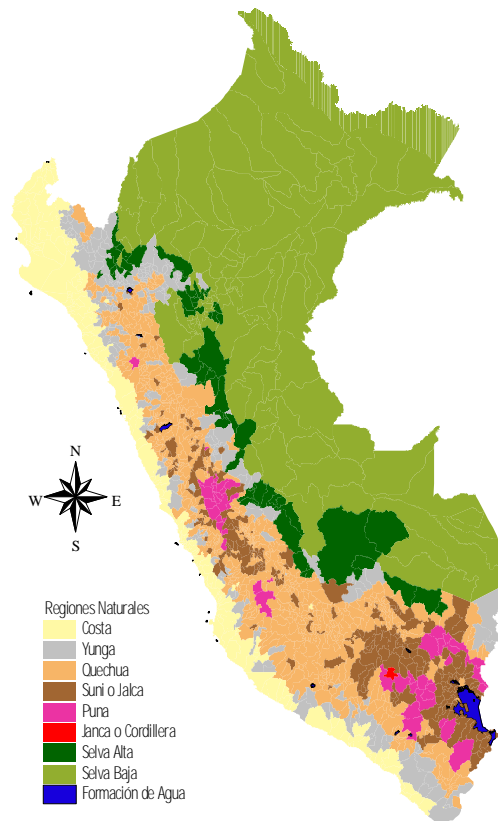 N
W E
S
Regiones Naturales
Costa
Yunga
Quechua
Suni o Jalca
Puna
Janca o Cordillera
Selva Alta
Selva Baja
Formación de Agua